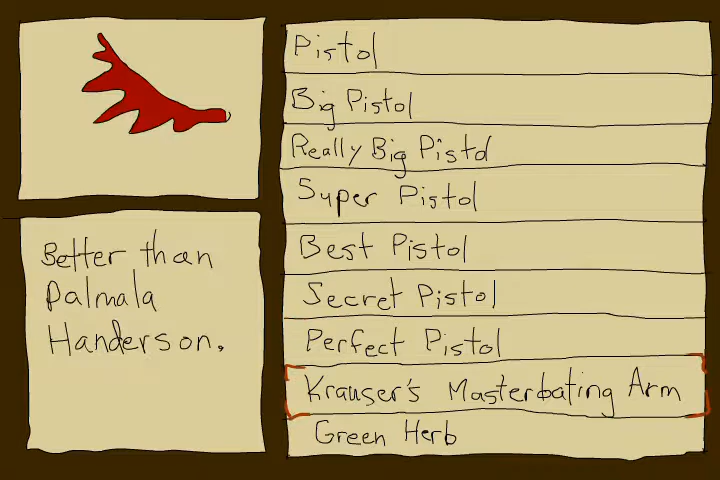 Pistol
Big Pistol
Really Big Pistol
Super Pistol
Best Pistol
Secret Pistol
Perfect Pistol
Krauser's Masterbating Arm
Green Herb
Better than
Palmala
Handerson.